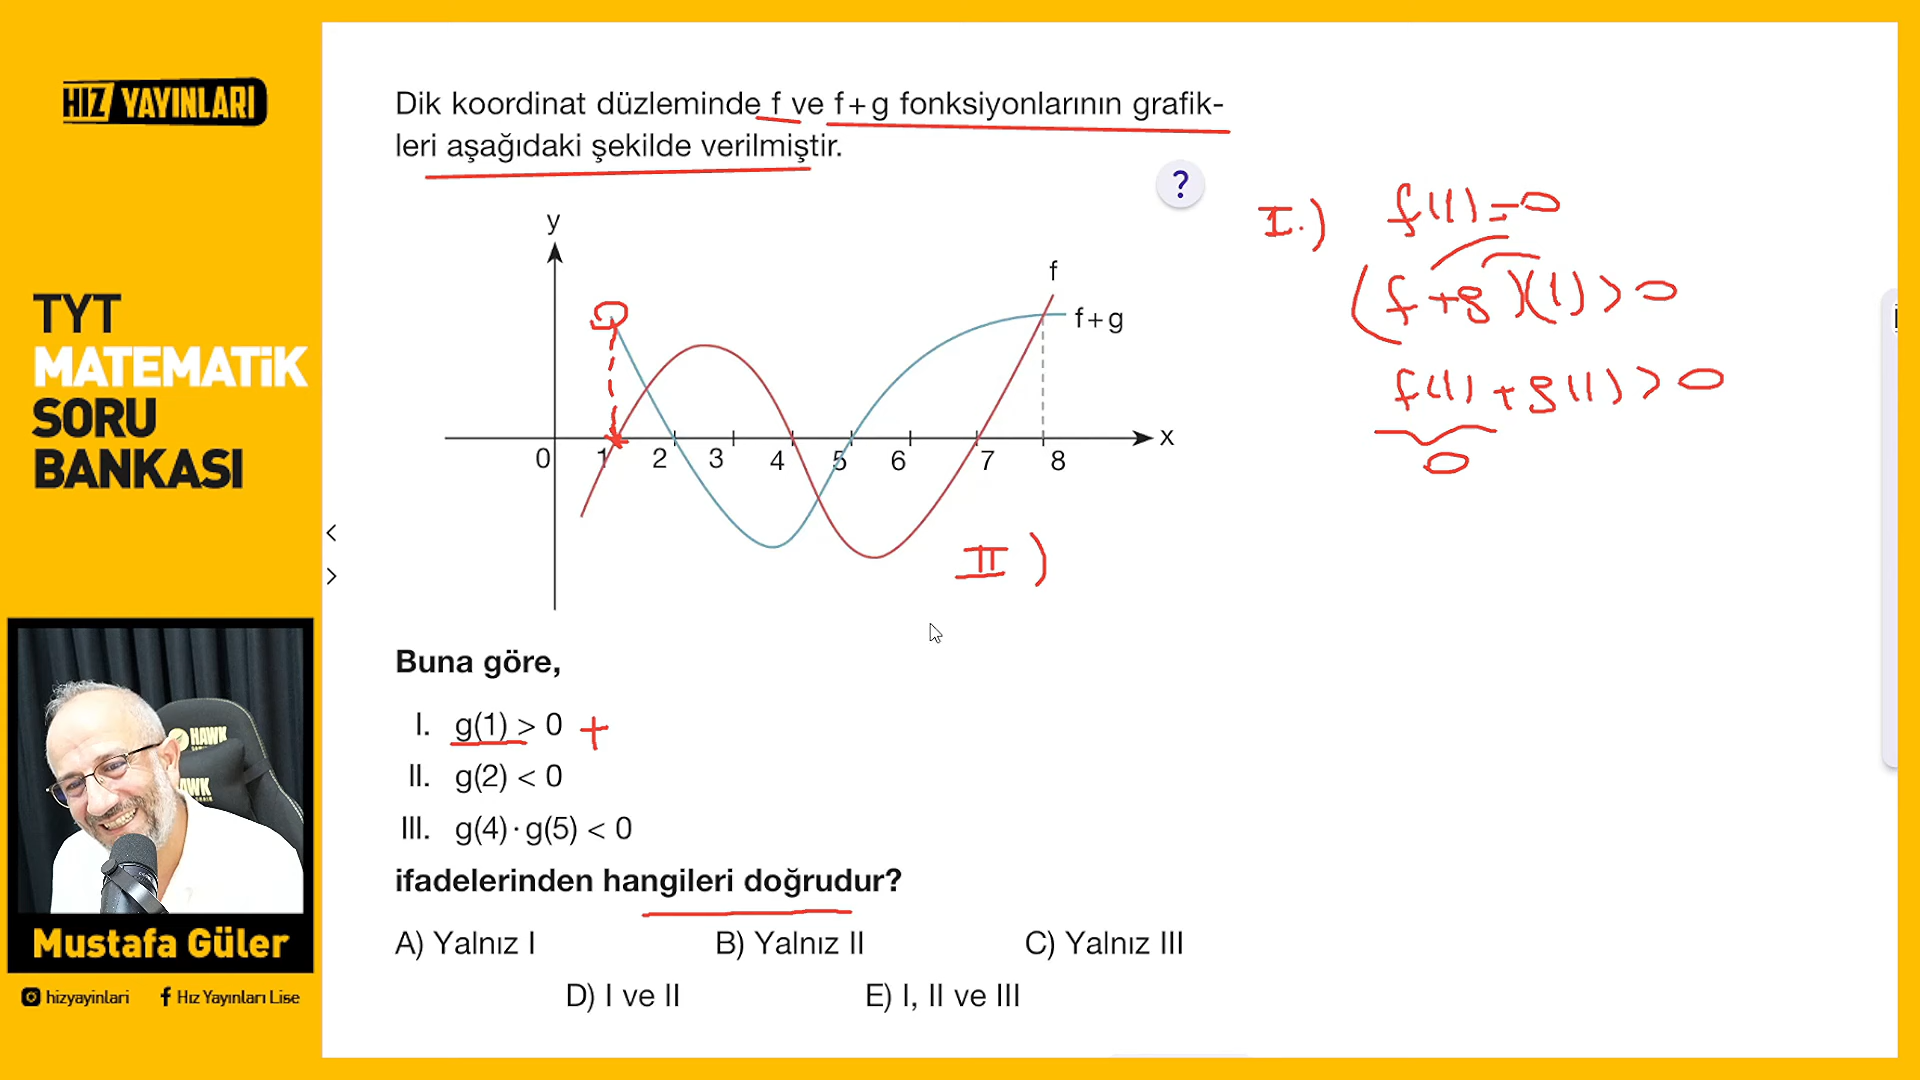 HIZ YAYINLARI
TYT
MATEMATİK
SORU
BANKASI
HAWK
HAWK
Mustafa Güler
hizyayinlari
Hız Yayınları Lise
Dik koordinat düzleminde f ve f+g fonksiyonlarının grafik-
leri aşağıdaki şekilde verilmiştir.
?
y
f
f+g
x
0 1 2 3 4 5 6 7 8
I.) f(1) = 0
(f+g)(1) > 0
f(1) + g(1) > 0
0
II)
<
>
Buna göre,
I. g(1) > 0 +
II. g(2) < 0
III. g(4)·g(5) < 0
ifadelerinden hangileri doğrudur?
A) Yalnız I B) Yalnız II C) Yalnız III
D) I ve II E) I, II ve III